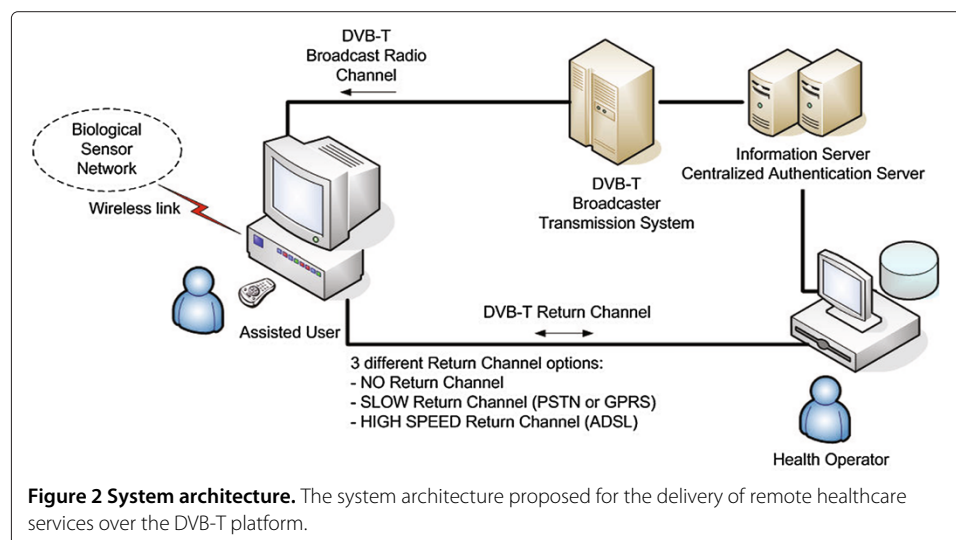 DVB-T
Broadcast Radio
Channel
Biological
Sensor
Network
Wireless link
Information Server
Centralized Authentication Server
DVB-T
Broadcaster
Transmission System
Assisted User
DVB-T Return Channel
3 different Return Channel options:
- NO Return Channel
- SLOW Return Channel (PSTN or GPRS)
- HIGH SPEED Return Channel (ADSL)
Health Operator
Figure 2 System architecture. The system architecture proposed for the delivery of remote healthcare
services over the DVB-T platform.